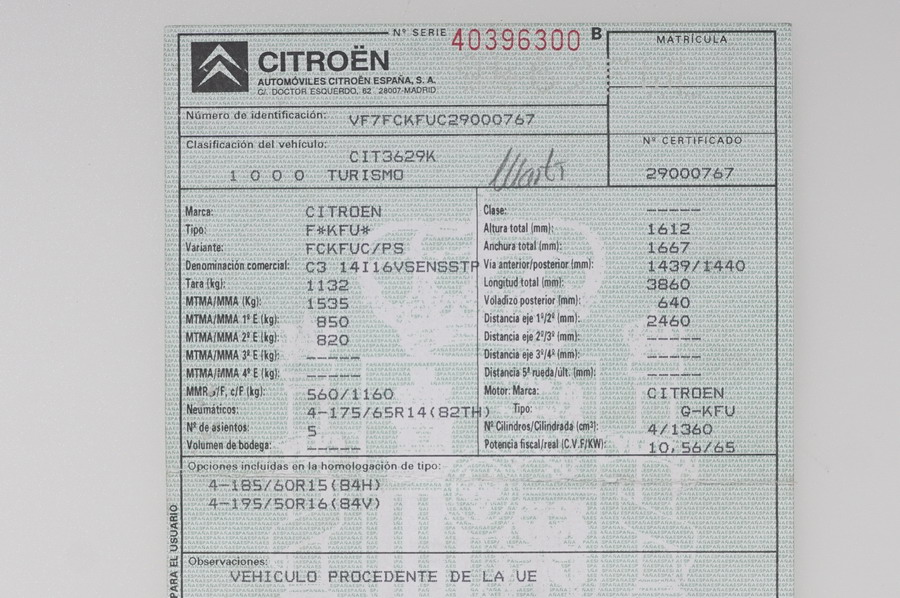 Nº SERIE 40396300 B
MATRÍCULA
CITROËN
AUTOMÓVILES CITROËN ESPAÑA, S. A.
C/. DOCTOR ESQUERDO, 62 . 28007-MADRID
Número de identificación: VF7FCKFUC29000767
Clasificación del vehículo:
CIT3629K
1 0 0 0 TURISMO
Nº CERTIFICADO
29000767
Marca: CITROEN
Tipo: F*KFU*
Variante: FCKFUC/PS
Denominación comercial: C3 14I16VSENSSTP
Tara (kg): 1132
MTMA/MMA (Kg): 1535
MTMA/MMA 1º E (kg): 850
MTMA/MMA 2º E (kg): 820
MTMA/MMA 3º E (kg): -----
MTMA/MMA 4º E (kg): -----
MMR s/F, c/F (kg): 560/1160
Neumáticos: 4-175/65R14(82TH)
Nº de asientos: 5
Volumen de bodega: -----
Clase: -----
Altura total (mm): 1612
Anchura total (mm): 1667
Vía anterior/posterior (mm): 1439/1440
Longitud total (mm): 3860
Voladizo posterior (mm): 640
Distancia eje 1º/2º (mm): 2460
Distancia eje 2º/3º (mm): -----
Distancia eje 3º/4º (mm): -----
Distancia 5ª rueda/últ. (mm): -----
Motor: Marca: CITROEN
Tipo: G-KFU
Nº Cilindros/Cilindrada (cm³): 4/1360
Potencia fiscal/real (C.V.F/KW): 10,56/65
Opciones incluidas en la homologación de tipo:
4-185/60R15(84H)
4-195/50R16(84V)
Observaciones:
VEHICULO PROCEDENTE DE LA UE
PARA EL USUARIO